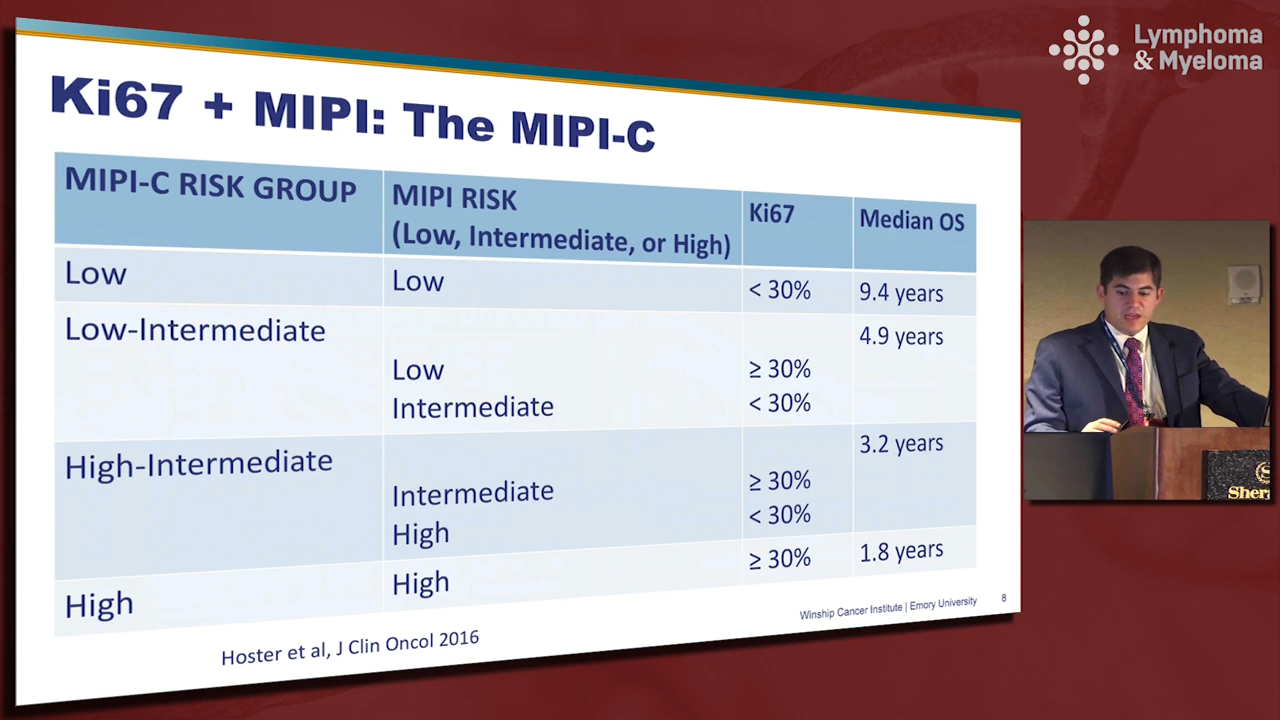 Lymphoma
& Myeloma
Ki67 + MIPI: The MIPI-C
MIPI-C RISK GROUP
MIPI RISK
(Low, Intermediate, or High)
Ki67
Median OS
Low
Low
< 30%
9.4 years
Low-Intermediate
4.9 years
Low
≥ 30%
Intermediate
< 30%
High-Intermediate
3.2 years
Intermediate
≥ 30%
High
< 30%
High
High
≥ 30%
1.8 years
Hoster et al, J Clin Oncol 2016
Winship Cancer Institute | Emory University
8